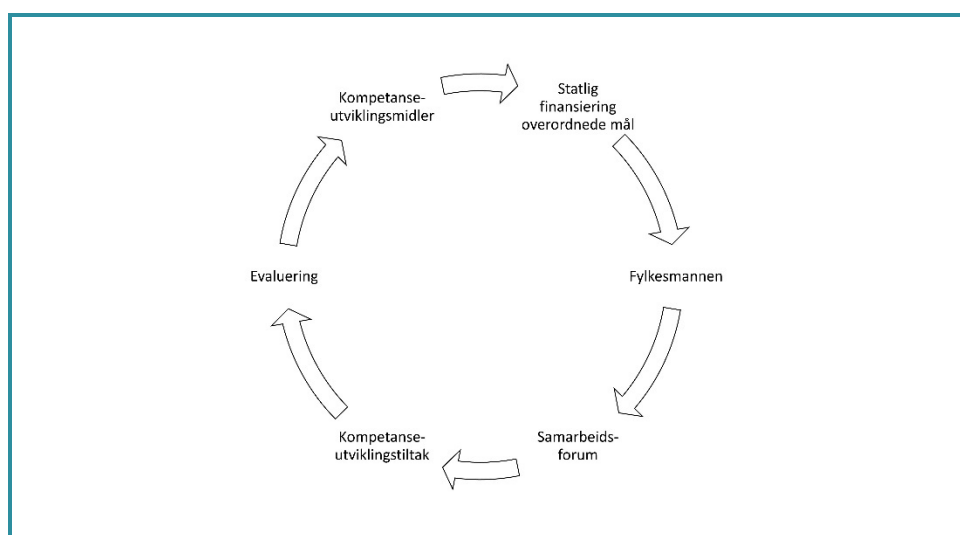 Kompetanse-
utviklingsmidler
Statlig
finansiering
overordnede mål
Fylkesmannen
Samarbeids-
forum
Kompetanse-
utviklingstiltak
Evaluering